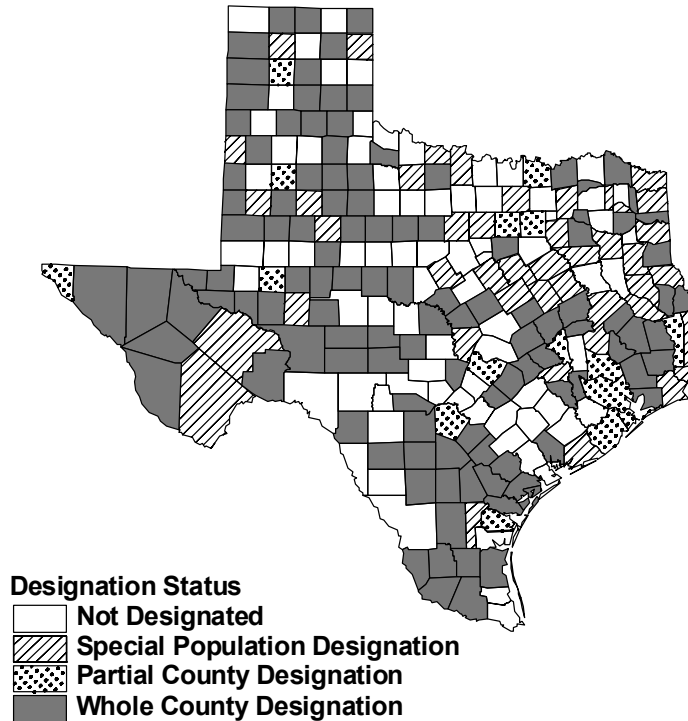 Designation Status
Not Designated
Special Population Designation
Partial County Designation
Whole County Designation